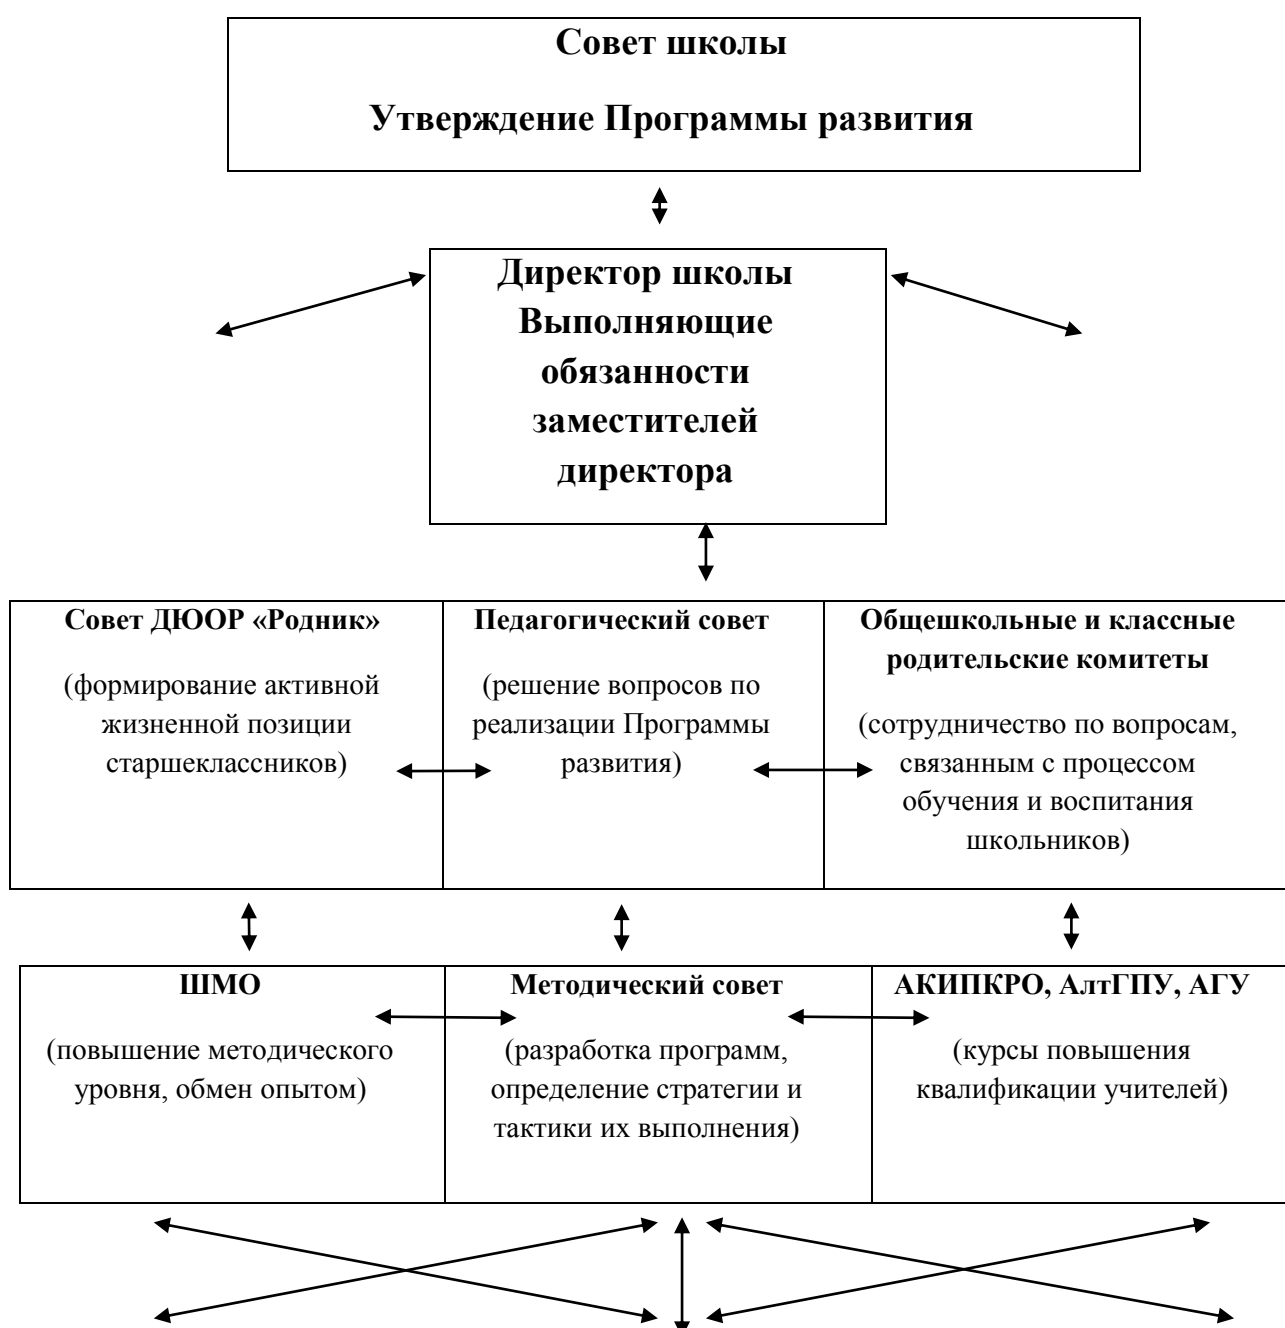 Совет школы
Утверждение Программы развития
Директор школы
Выполняющие
обязанности
заместителей
директора
Совет ДЮООР «Родник»
(формирование активной
жизненной позиции
старшеклассников)
Педагогический совет
(решение вопросов по
реализации Программы
развития)
Общешкольные и классные
родительские комитеты
(сотрудничество по вопросам,
связанным с процессом
обучения и воспитания
школьников)
ШМО
(повышение методического
уровня, обмен опытом)
Методический совет
(разработка программ,
определение стратегии и
тактики их выполнения)
АКИПКРО, АлтГПУ, АГУ
(курсы повышения
квалификации учителей)